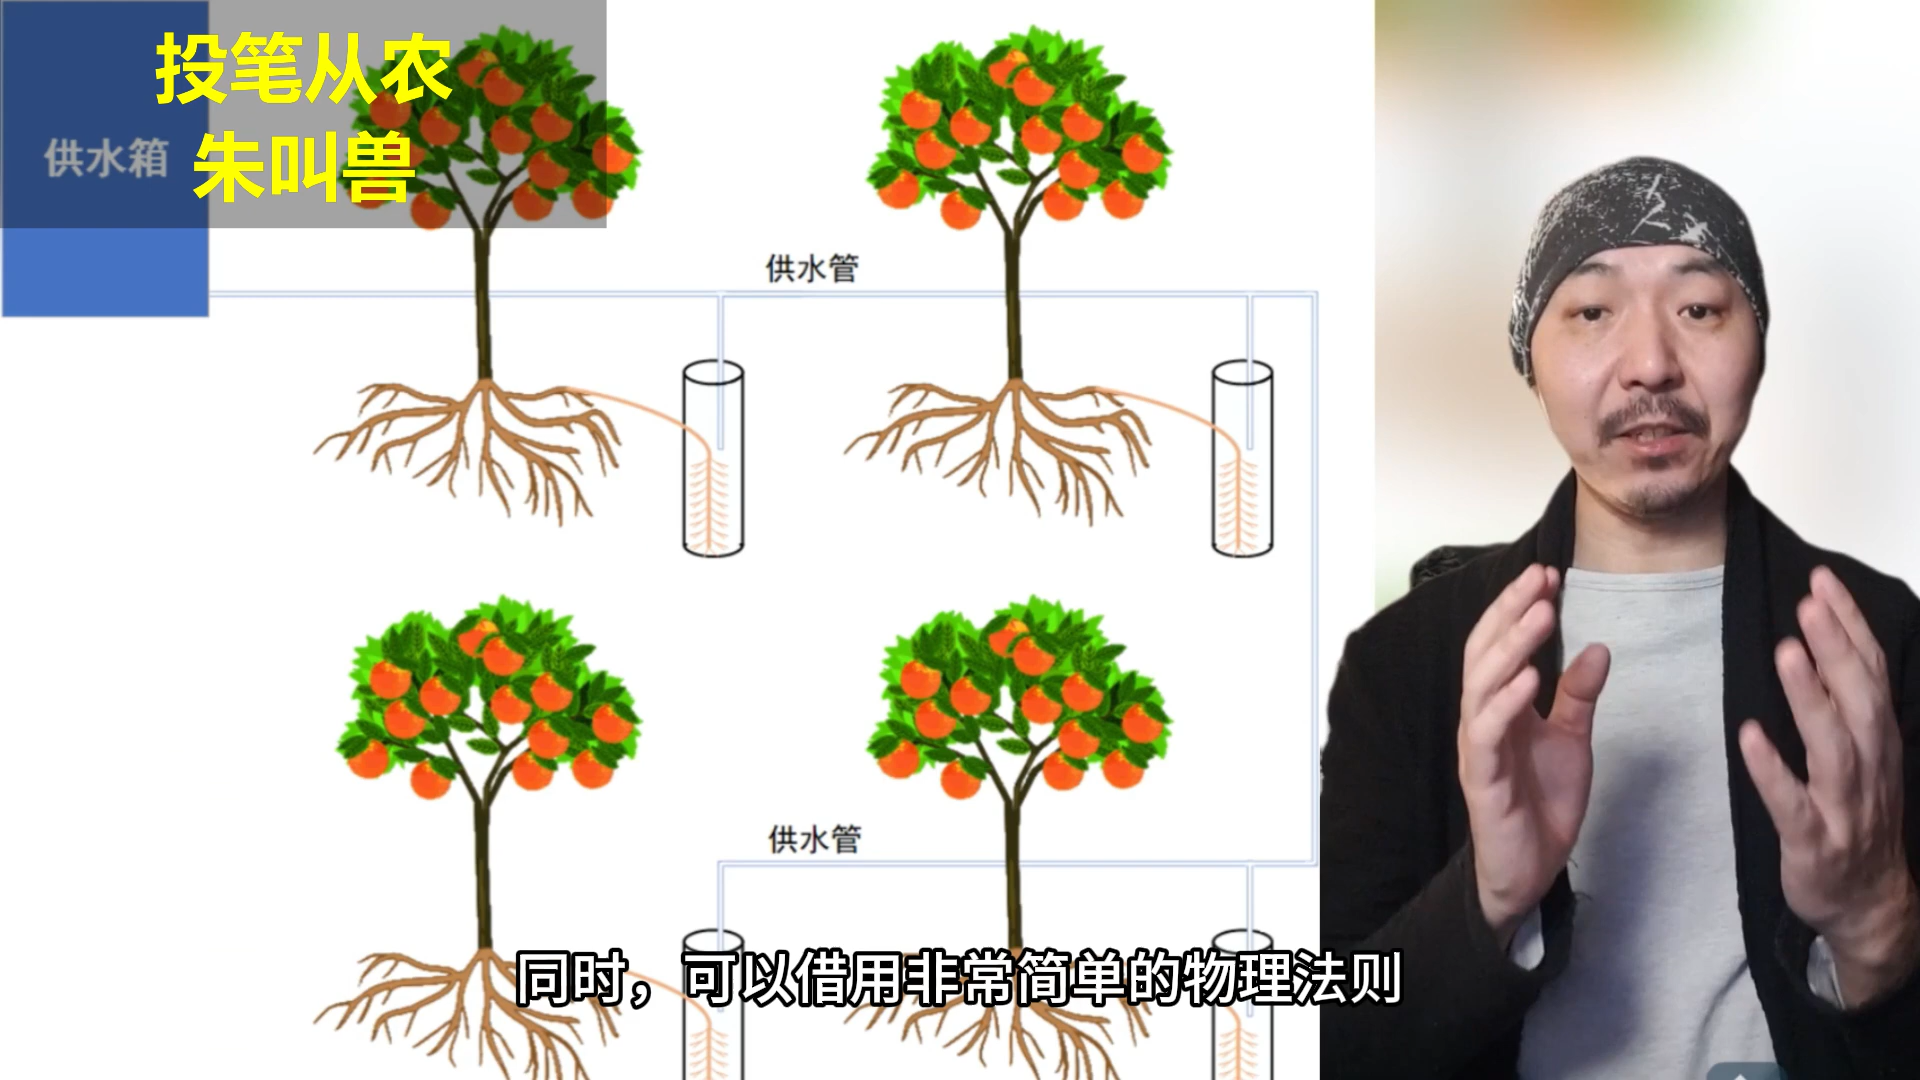 投笔从农
朱叫兽
供水箱
供水管
供水管
同时，可以借用非常简单的物理法则